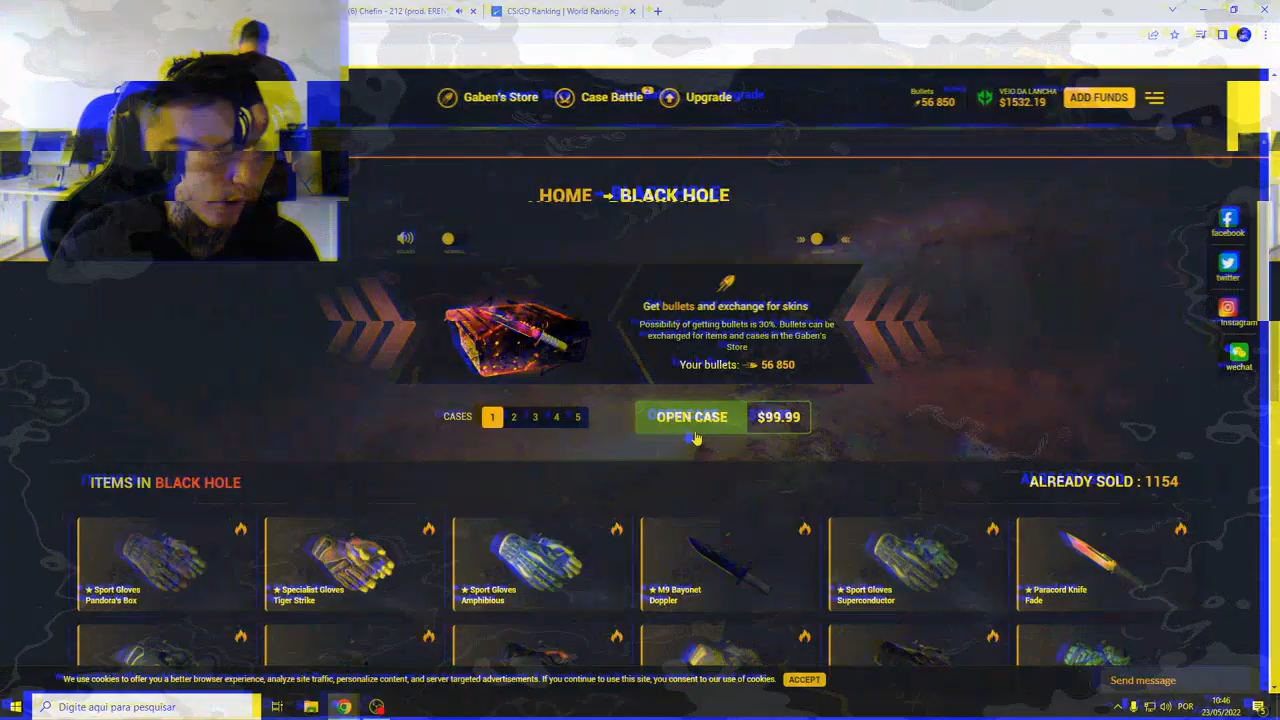 (6) Chefin - 212 (prod. EREN
CS:GO Ranking | World Ranking
Gaben's Store
Case Battle
Upgrade
Bullets
56 850
VEIO DA LANCHA
$1532.19
ADD FUNDS
HOME → BLACK HOLE
facebook
twitter
Instagram
wechat
Get bullets and exchange for skins
Possibility of getting bullets is 30%. Bullets can be
exchanged for items and cases in the Gaben's
Store
Your bullets: 56 850
CASES 1 2 3 4 5
OPEN CASE $99.99
ITEMS IN BLACK HOLE
ALREADY SOLD : 1154
★ Sport Gloves
Pandora's Box
★ Specialist Gloves
Tiger Strike
★ Sport Gloves
Amphibious
★ M9 Bayonet
Doppler
★ Sport Gloves
Superconductor
★ Paracord Knife
Fade
We use cookies to offer you a better browser experience, analyze site traffic, personalize content, and server targeted advertisements. If you continue to use this site, you consent to our use of cookies.
ACCEPT
Send message
Digite aqui para pesquisar
POR
10:46
23/05/2022